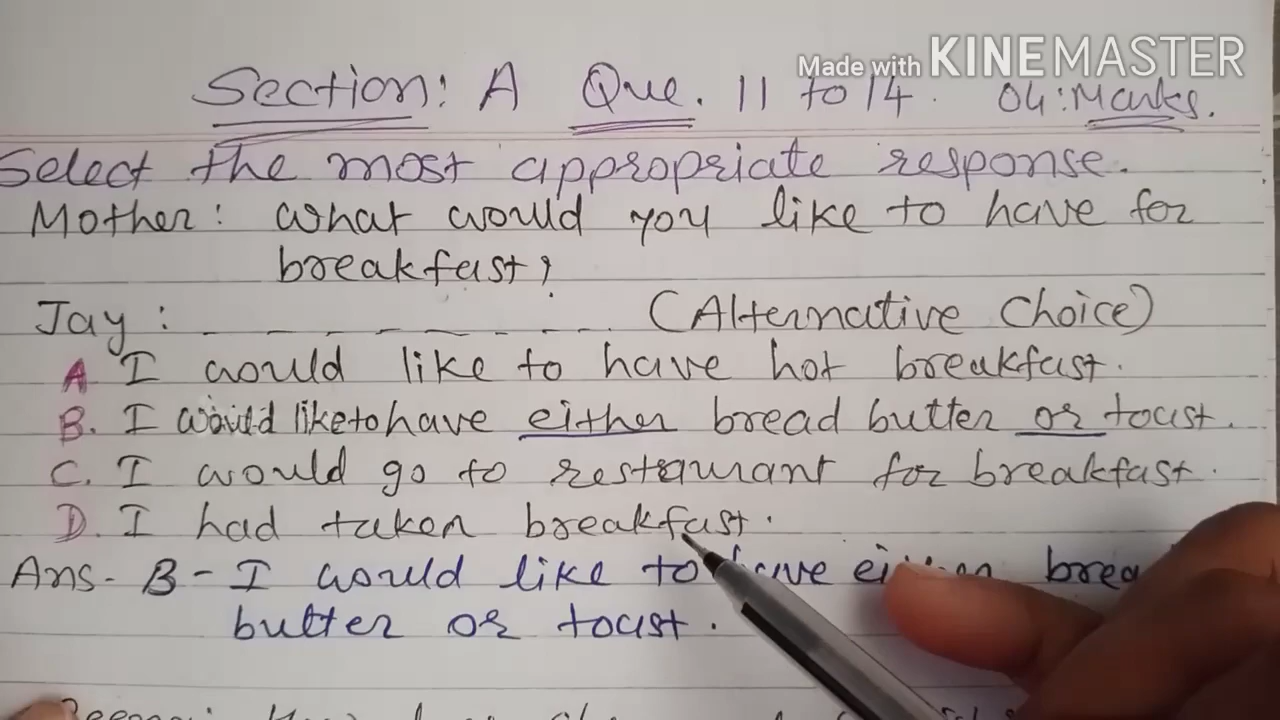 Made with KINEMASTER
Section: A Que. 11 to 14. 04:Marks.
Select the most appropriate response.
Mother: What would you like to have for
breakfast?
Jay: _ _ _ _ _ _ _ _ _ (Alternative Choice)
A. I would like to have hot breakfast.
B. I would like to have either bread butter or toast.
C. I would go to restaurant for breakfast.
D. I had taken breakfast.
Ans- B - I would like to have either
butter or toast.